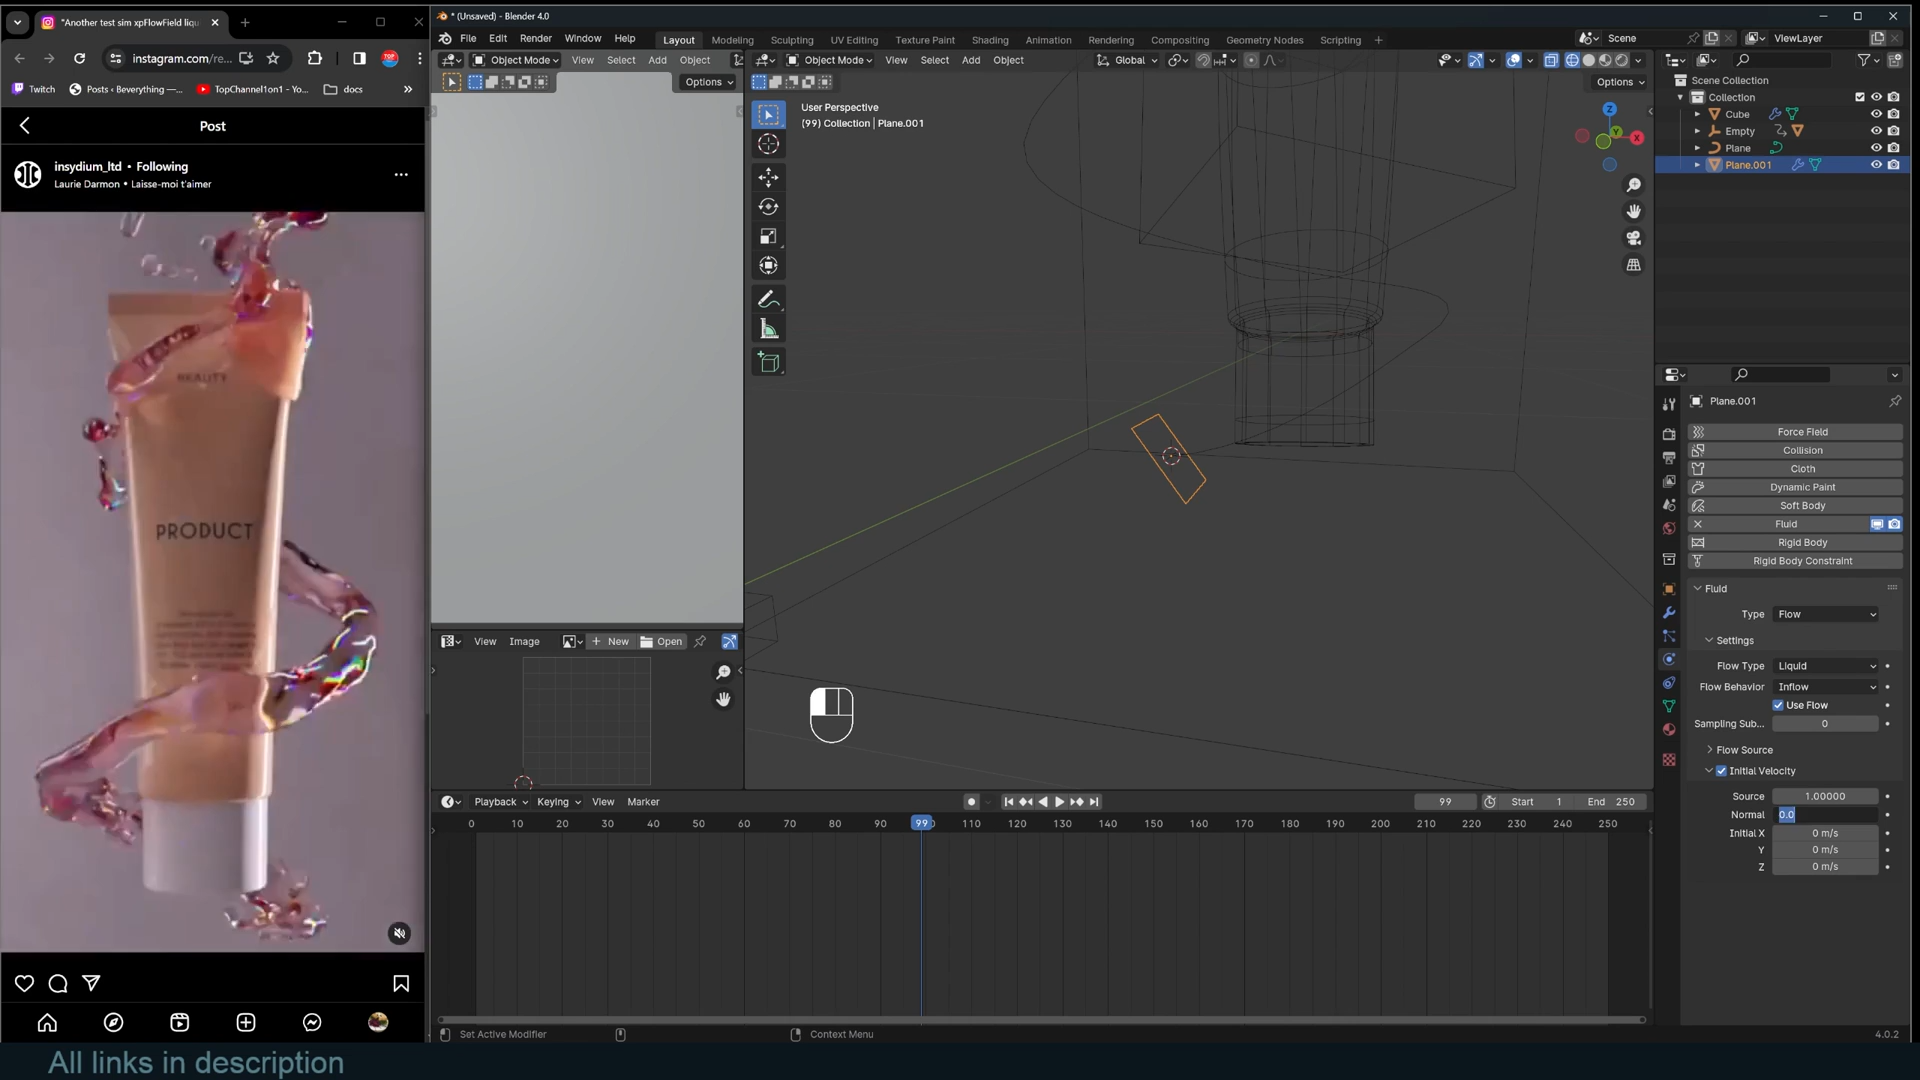 "Another test sim xpFlowField liqu
instagram.com/re...
Twitch
Posts ‹ Beverything —...
TopChannel1on1 - Yo...
docs
»
Post
insydium_ltd • Following
Laurie Darmon • Laisse-moi t'aimer
BEAUTY
PRODUCT
* (Unsaved) - Blender 4.0
File Edit Render Window Help
Layout Modeling Sculpting UV Editing Texture Paint Shading Animation Rendering Compositing Geometry Nodes Scripting +
Scene
ViewLayer
Object Mode View Select Add Object
Object Mode View Select Add Object
Global
Options
Options
User Perspective
(99) Collection | Plane.001
Z
Y
X
Scene Collection
Collection
Cube
Empty
Plane
Plane.001
Plane.001
Force Field
Collision
Cloth
Dynamic Paint
Soft Body
Fluid
Rigid Body
Rigid Body Constraint
Fluid
Type Flow
Settings
Flow Type Liquid
Flow Behavior Inflow
Use Flow
Sampling Sub... 0
Flow Source
Initial Velocity
Source 1.00000
Normal 0.0
Initial X 0 m/s
Y 0 m/s
Z 0 m/s
View Image + New Open
Playback Keying View Marker
99 Start 1 End 250
0 10 20 30 40 50 60 70 80 90 99 110 120 130 140 150 160 170 180 190 200 210 220 230 240 250
Set Active Modifier
Context Menu
4.0.2
All links in description